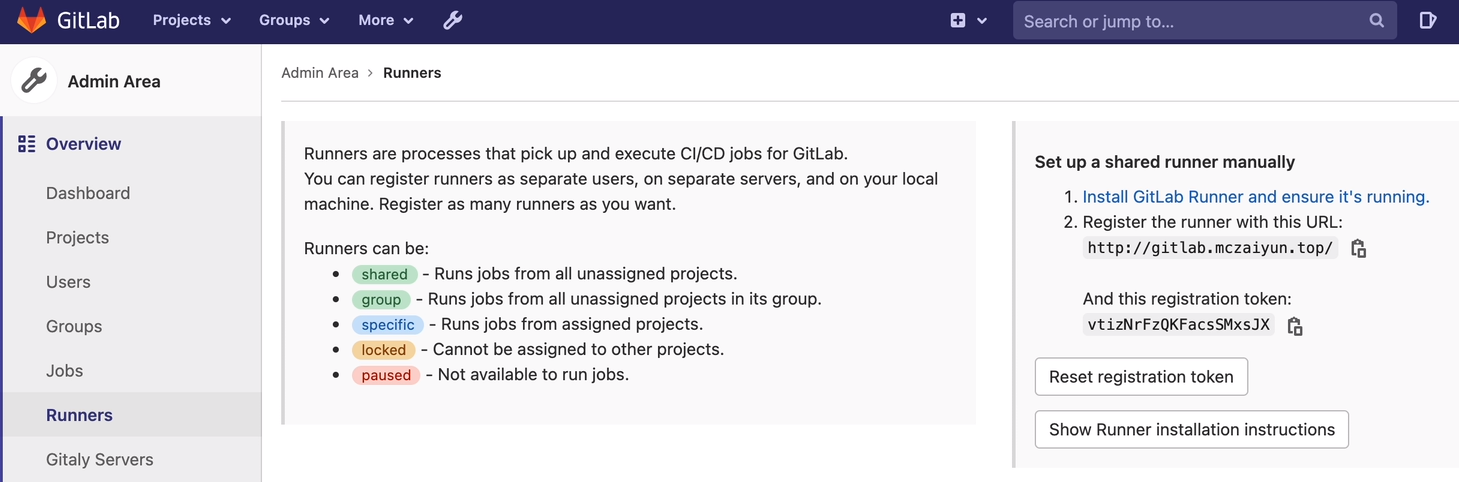 GitLab Projects Groups More Search or jump to...
Admin Area
Overview
Dashboard
Projects
Users
Groups
Jobs
Runners
Gitaly Servers
Admin Area > Runners
Runners are processes that pick up and execute CI/CD jobs for GitLab.
You can register runners as separate users, on separate servers, and on your local
machine. Register as many runners as you want.
Runners can be:
• shared - Runs jobs from all unassigned projects.
• group - Runs jobs from all unassigned projects in its group.
• specific - Runs jobs from assigned projects.
• locked - Cannot be assigned to other projects.
• paused - Not available to run jobs.
Set up a shared runner manually
1. Install GitLab Runner and ensure it's running.
2. Register the runner with this URL:
http://gitlab.mczaiyun.top/
And this registration token:
vtizNrFzQKFacsSMxsJX
Reset registration token
Show Runner installation instructions